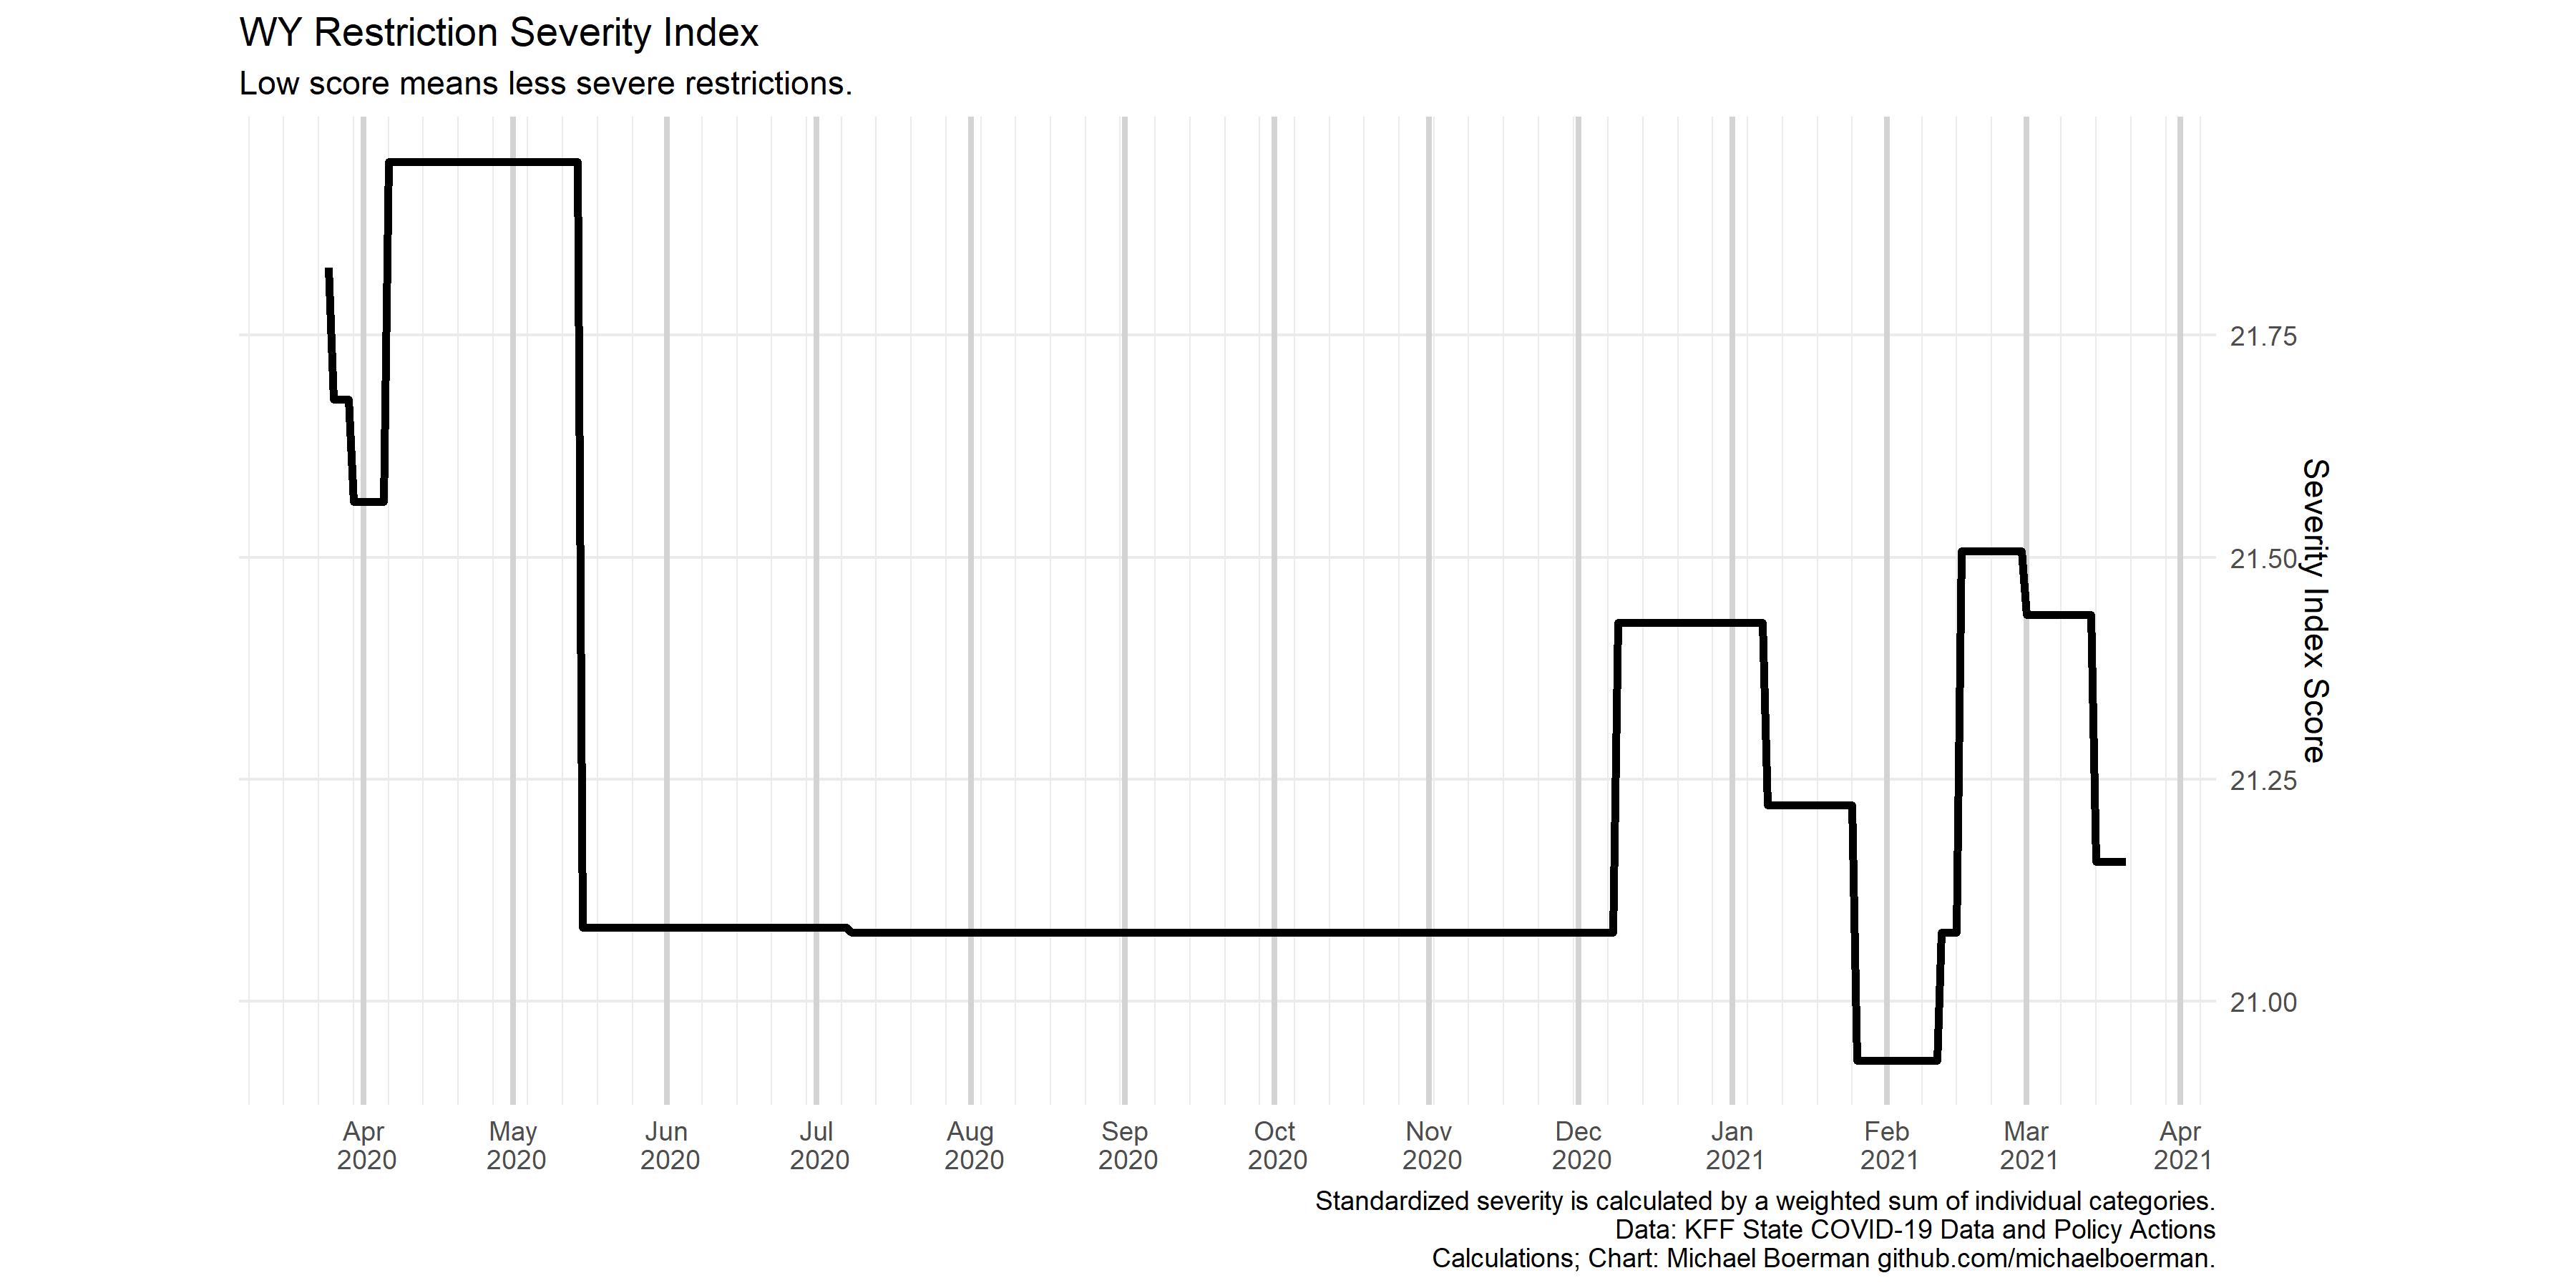 WY Restriction Severity Index
Low score means less severe restrictions.
21.75
21.50
21.25
21.00
Severity Index Score
Apr May Jun Jul Aug Sep Oct Nov Dec Jan Feb Mar Apr
2020 2020 2020 2020 2020 2020 2020 2020 2020 2021 2021 2021 2021
Standardized severity is calculated by a weighted sum of individual categories.
Data: KFF State COVID-19 Data and Policy Actions
Calculations; Chart: Michael Boerman github.com/michaelboerman.